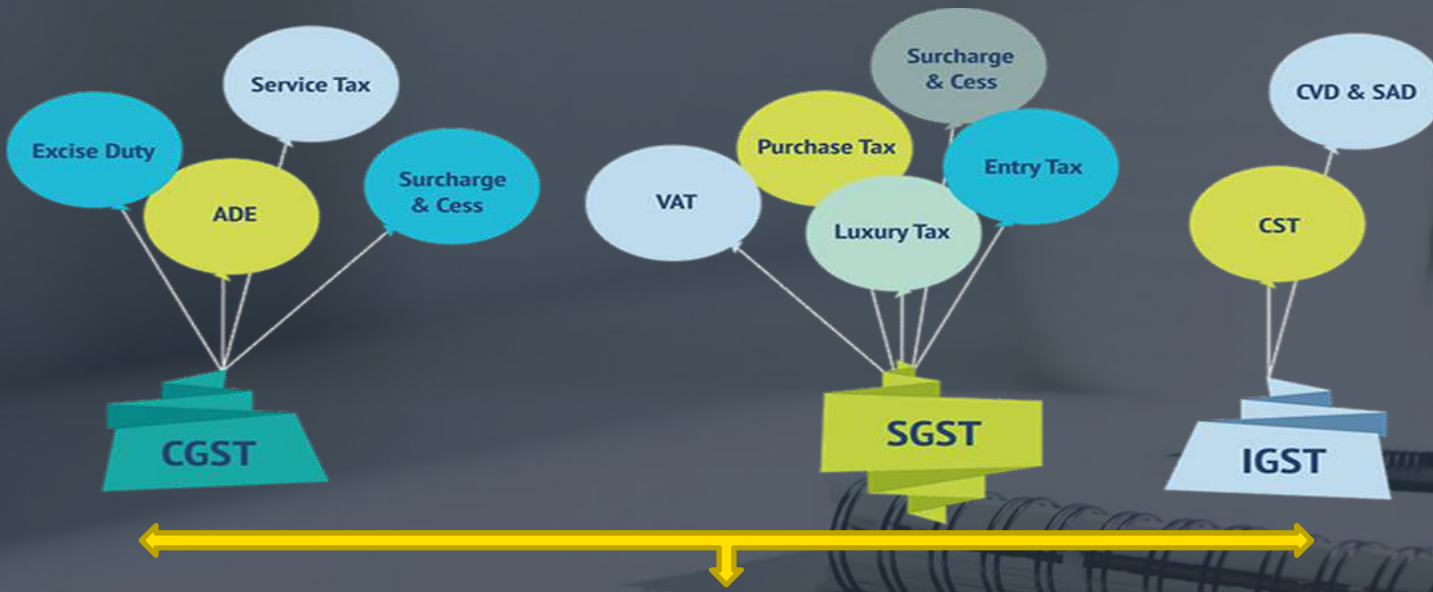 Service Tax
Excise Duty
ADE
Surcharge
& Cess
CGST
Surcharge
& Cess
Purchase Tax
Entry Tax
VAT
Luxury Tax
SGST
CVD & SAD
CST
IGST